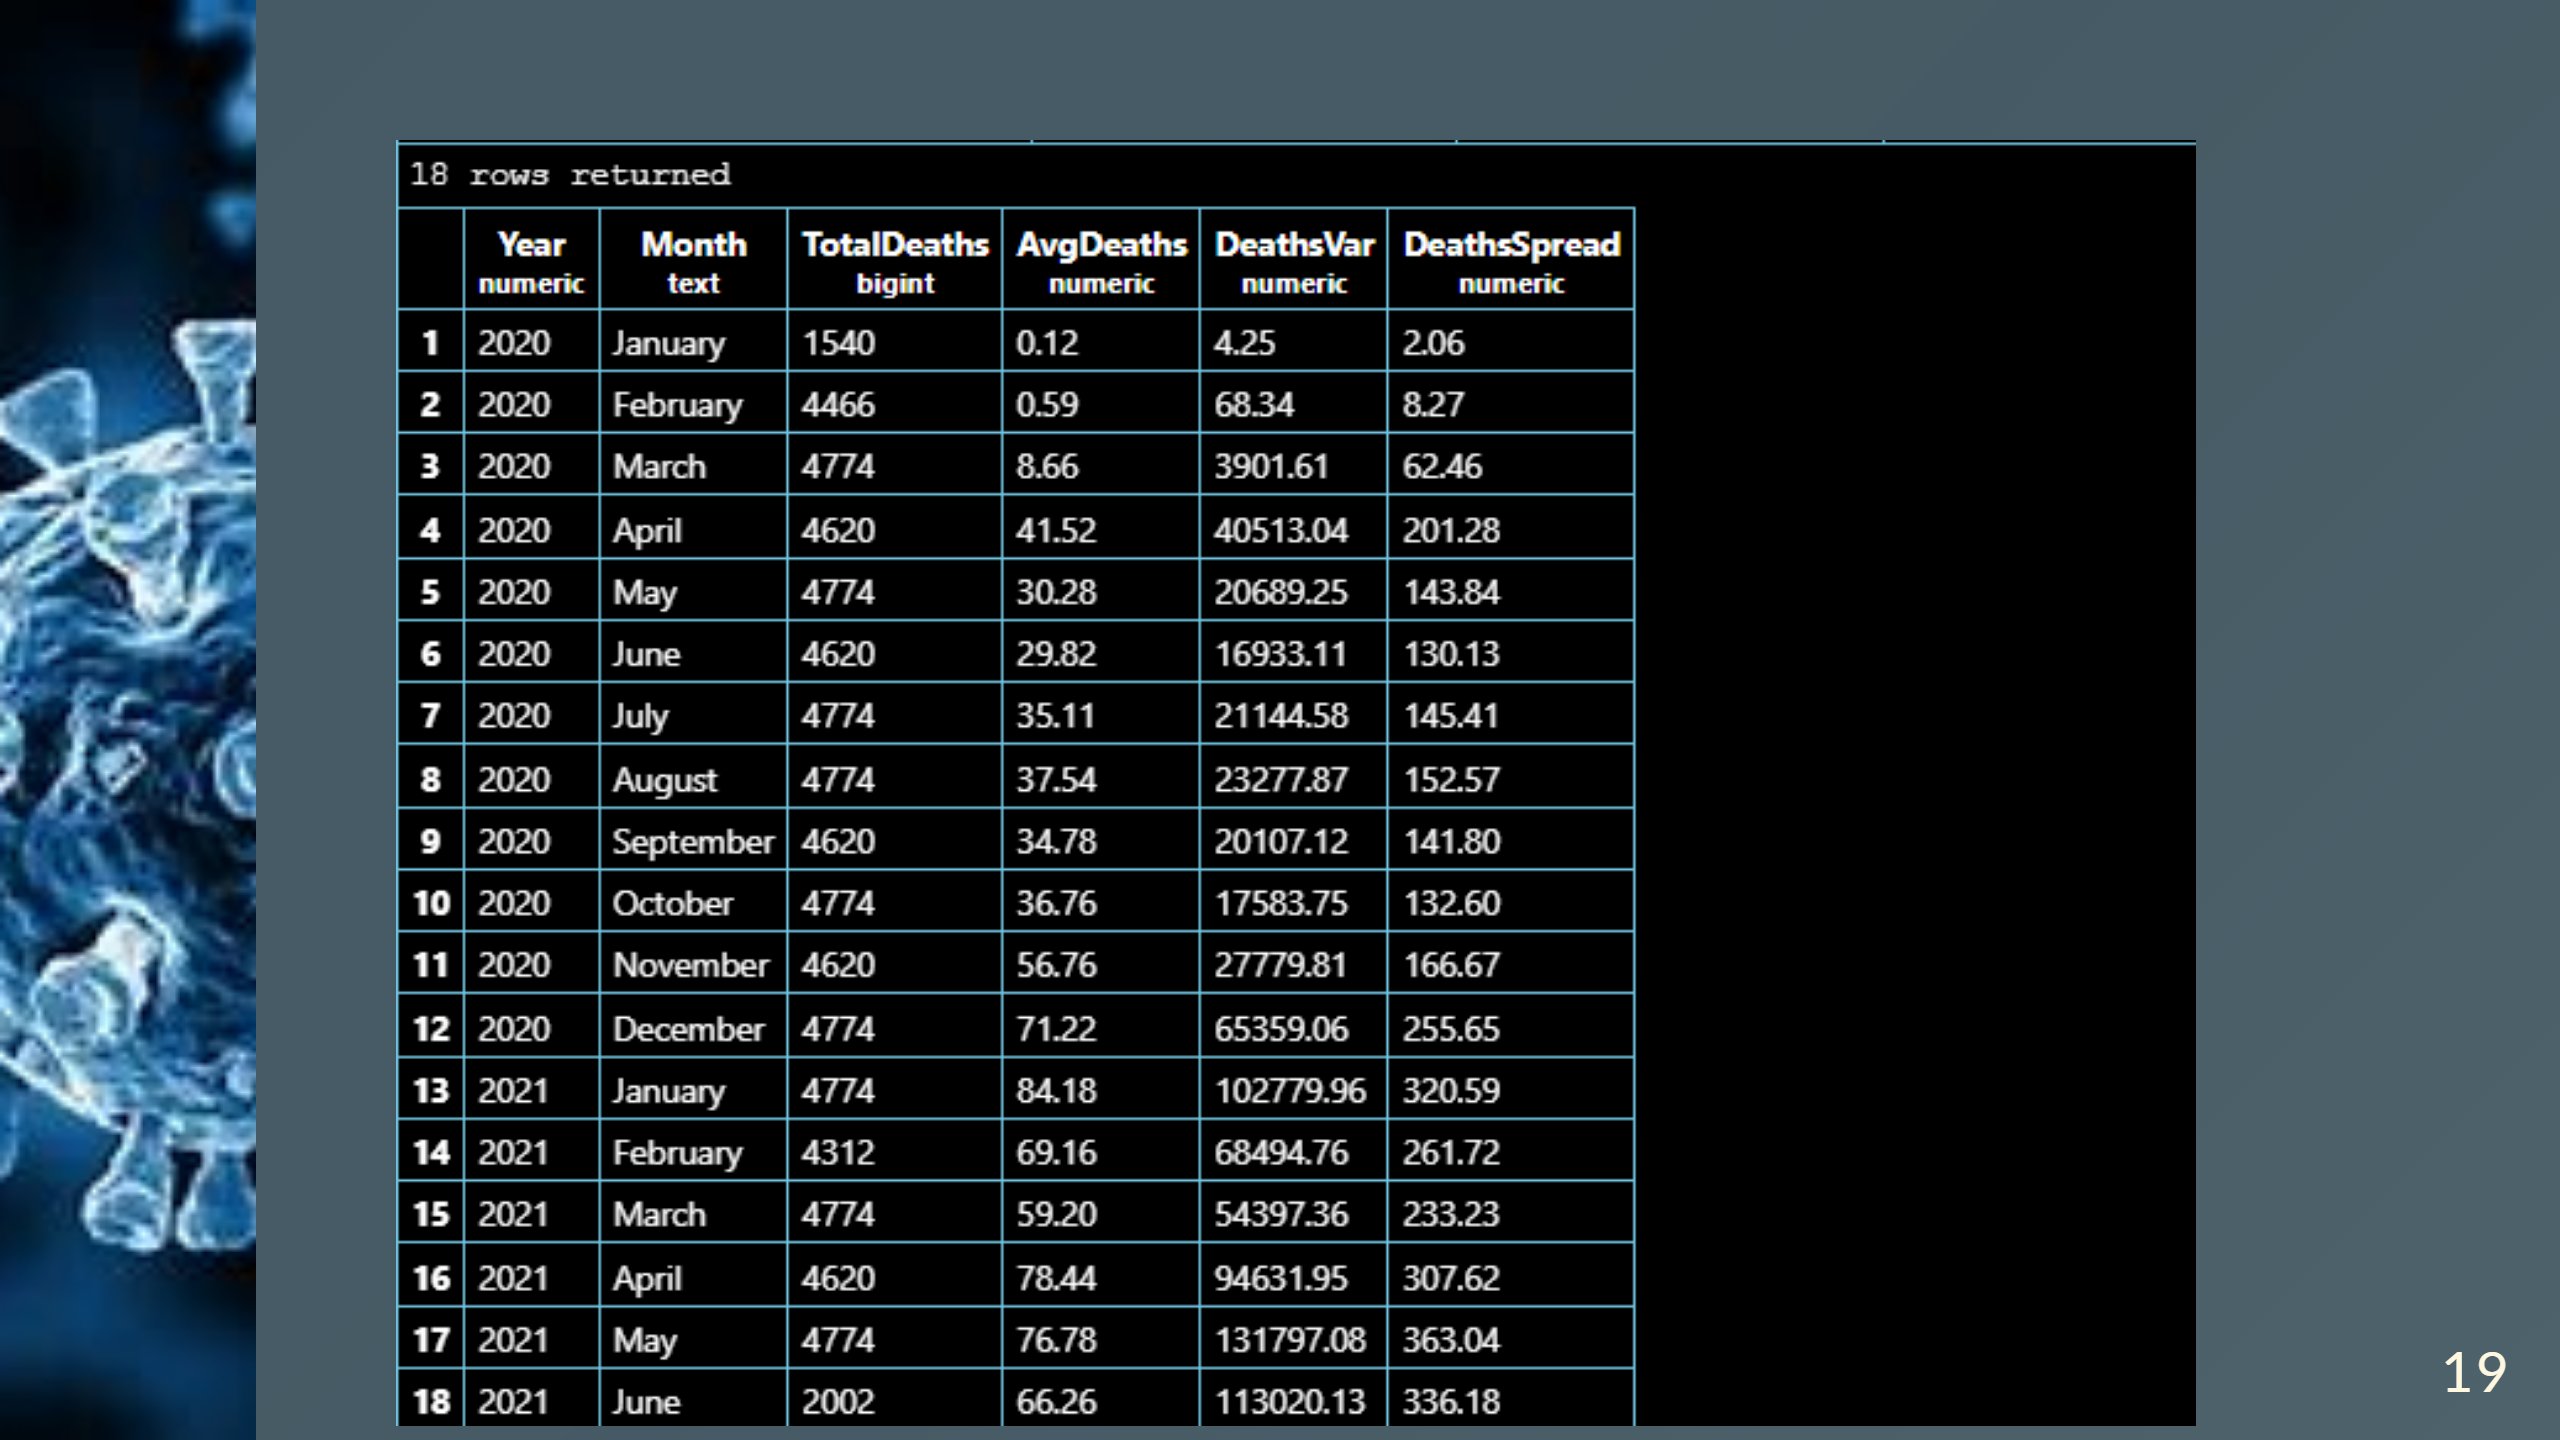 18 rows returned
Year Month TotalDeaths AvgDeaths DeathsVar DeathsSpread
numeric text bigint numeric numeric numeric
1 2020 January 1540 0.12 4.25 2.06
2 2020 February 4466 0.59 68.34 8.27
3 2020 March 4774 8.66 3901.61 62.46
4 2020 April 4620 41.52 40513.04 201.28
5 2020 May 4774 30.28 20689.25 143.84
6 2020 June 4620 29.82 16933.11 130.13
7 2020 July 4774 35.11 21144.58 145.41
8 2020 August 4774 37.54 23277.87 152.57
9 2020 September 4620 34.78 20107.12 141.80
10 2020 October 4774 36.76 17583.75 132.60
11 2020 November 4620 56.76 27779.81 166.67
12 2020 December 4774 71.22 65359.06 255.65
13 2021 January 4774 84.18 102779.96 320.59
14 2021 February 4312 69.16 68494.76 261.72
15 2021 March 4774 59.20 54397.36 233.23
16 2021 April 4620 78.44 94631.95 307.62
17 2021 May 4774 76.78 131797.08 363.04
18 2021 June 2002 66.26 113020.13 336.18
19